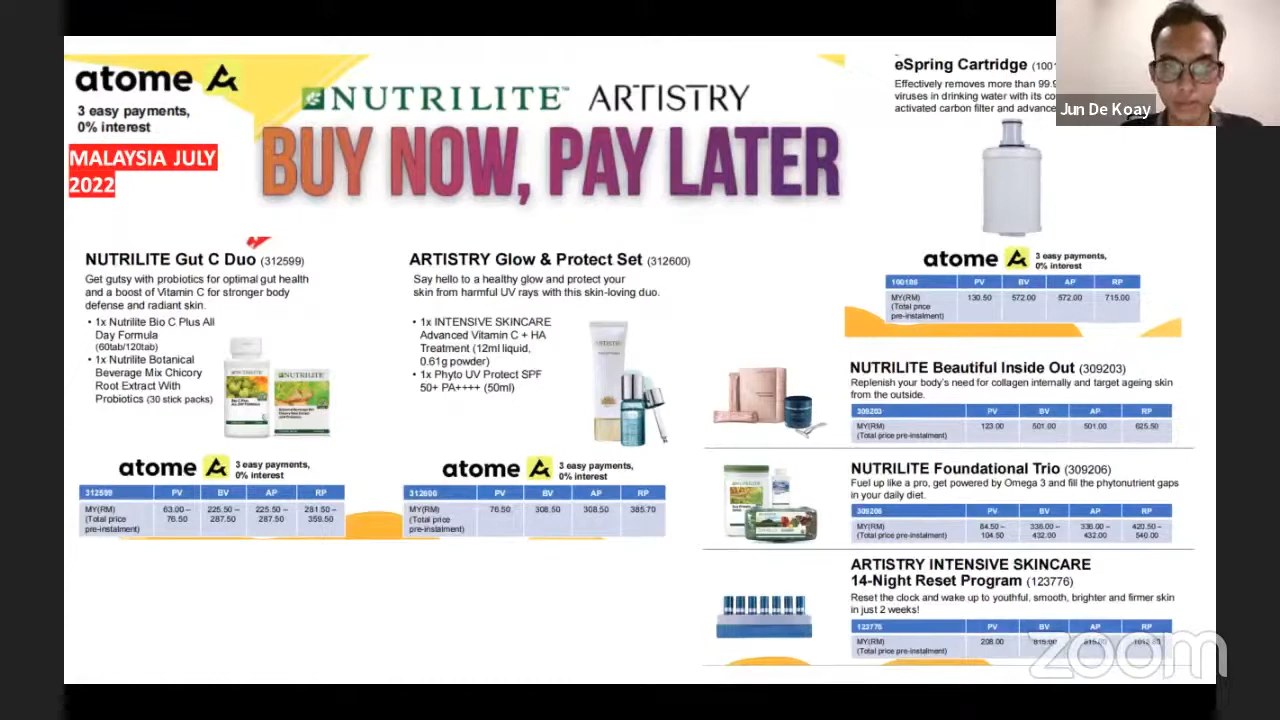 atome
3 easy payments,
0% interest
MALAYSIA JULY
2022
NUTRILITE™ ARTISTRY
BUY NOW, PAY LATER
eSpring Cartridge (1001
Effectively removes more than 99.9
viruses in drinking water with its co
activated carbon filter and advance
Jun De Koay
atome
3 easy payments,
0% interest
100186 PV BV AP RP
MY(RM) 130.50 572.00 572.00 715.00
(Total price
pre-instalment)
NUTRILITE Gut C Duo (312599)
Get gutsy with probiotics for optimal gut health
and a boost of Vitamin C for stronger body
defense and radiant skin.
• 1x Nutrilite Bio C Plus All
Day Formula
(60tab/120tab)
• 1x Nutrilite Botanical
Beverage Mix Chicory
Root Extract With
Probiotics (30 stick packs)
NUTRILITE
atome
3 easy payments,
0% interest
312599 PV BV AP RP
MY(RM) 63.00 – 225.50 – 225.50 – 281.50 –
(Total price 76.50 287.50 287.50 359.50
pre-instalment)
ARTISTRY Glow & Protect Set (312600)
Say hello to a healthy glow and protect your
skin from harmful UV rays with this skin-loving duo.
• 1x INTENSIVE SKINCARE
Advanced Vitamin C + HA
Treatment (12ml liquid,
0.61g powder)
• 1x Phyto UV Protect SPF
50+ PA++++ (50ml)
ARTISTRY
atome
3 easy payments,
0% interest
312600 PV BV AP RP
MY(RM) 76.50 308.50 308.50 385.70
(Total price
pre-instalment)
NUTRILITE Beautiful Inside Out (309203)
Replenish your body's need for collagen internally and target ageing skin
from the outside.
309203 PV BV AP RP
MY(RM) 123.00 501.00 501.00 625.50
(Total price pre-instalment)
NUTRILITE Foundational Trio (309206)
Fuel up like a pro, get powered by Omega 3 and fill the phytonutrient gaps
in your daily diet.
309206 PV BV AP RP
MY(RM) 84.50 – 336.00 – 336.00 – 420.50 –
(Total price pre-instalment) 104.50 432.00 432.00 540.00
ARTISTRY INTENSIVE SKINCARE
14-Night Reset Program (123776)
Reset the clock and wake up to youthful, smooth, brighter and firmer skin
in just 2 weeks!
123776 PV BV AP RP
MY(RM) 208.00
(Total price pre-instalment)
zoom